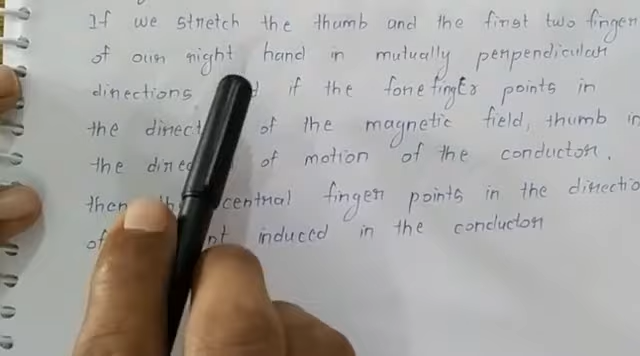 If we stretch the thumb and the first two finger
of our right hand in mutually perpendicular
directions if the forefinger points in
the of the magnetic field, thumb in
the of motion of the conductor.
then central finger points in the
induced in the conductor